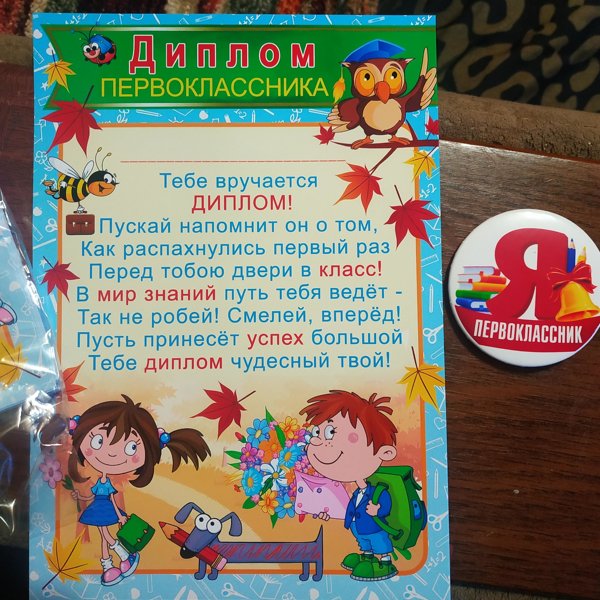 Диплом
ПЕРВОКЛАССНИКА
Тебе вручается
ДИПЛОМ!
Пускай напомнит он о том,
Как распахнулись первый раз
Перед тобою двери в класс!
В мир знаний путь тебя ведёт -
Так не робей! Смелей, вперёд!
Пусть принесёт успех большой
Тебе диплом чудесный твой!
Я
ПЕРВОКЛАССНИК